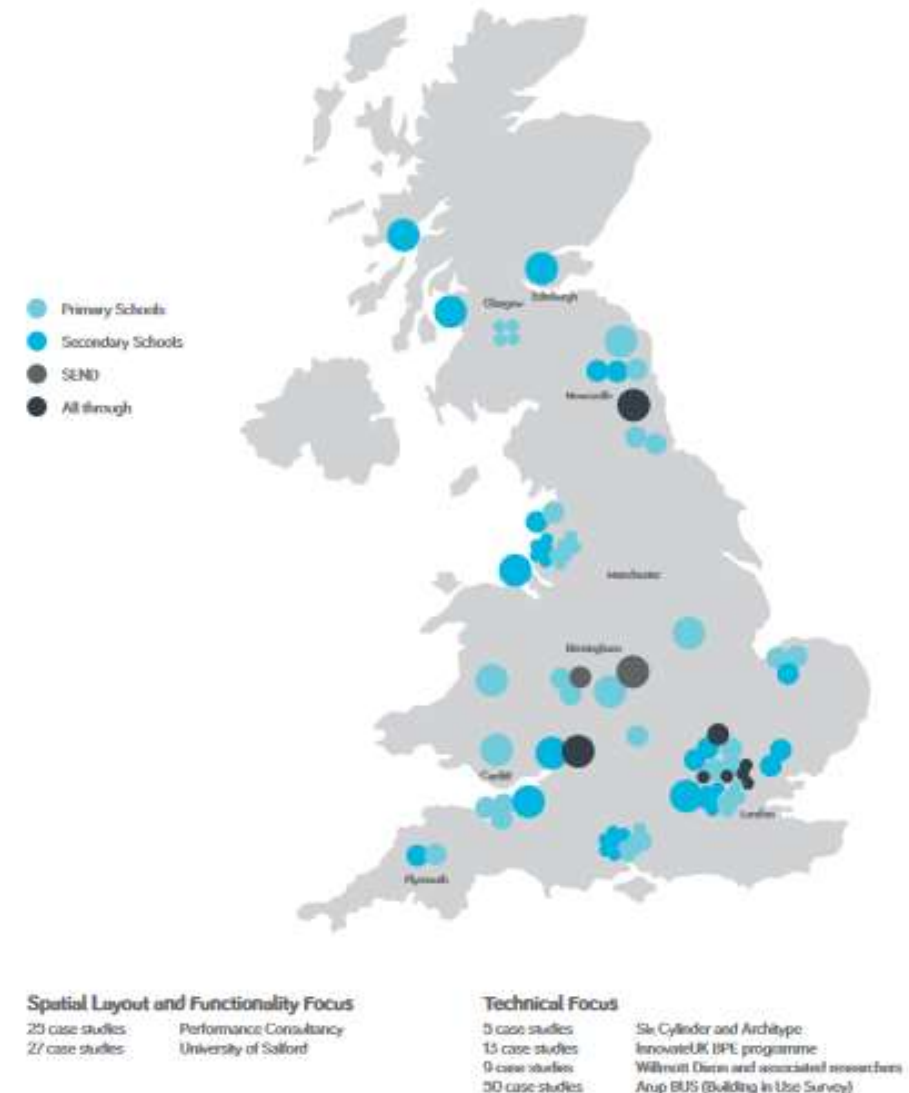 Primary Schools
Secondary Schools
SEND
All through
Glasgow
Edinburgh
Newcastle
Manchester
Birmingham
Cardiff
London
Plymouth
Spatial Layout and Functionality Focus
25 case studies Performance Consultancy
27 case studies University of Salford
Technical Focus
5 case studies Six Cylinder and Architype
13 case studies InnovateUK BPE programme
9 case studies Willmott Dixon and associated researchers
50 case studies Arup BUS (Building in Use Survey)